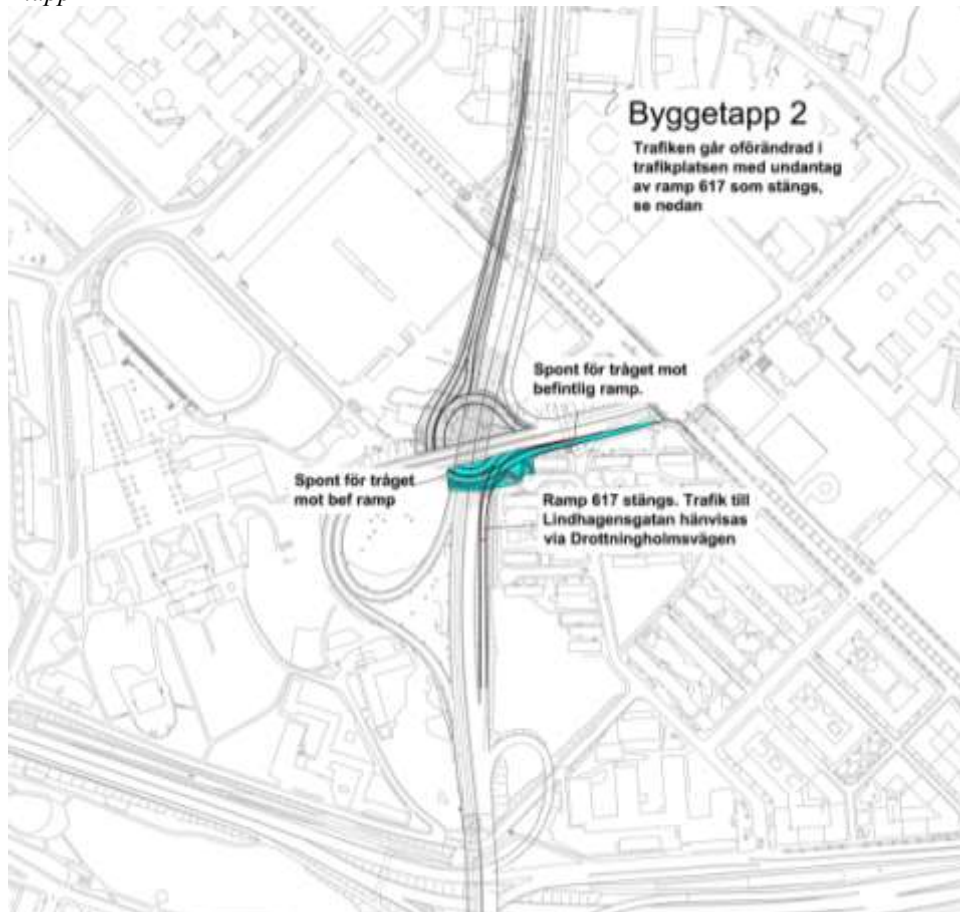 Byggetapp 2
Trafiken går oförändrad i
trafikplatsen med undantag
av ramp 617 som stängs,
se nedan
Spont för tråget mot
befintlig ramp.
Spont för tråget
mot bef ramp
Ramp 617 stängs. Trafik till
Lindhagensgatan hänvisas
via Drottningholmsvägen